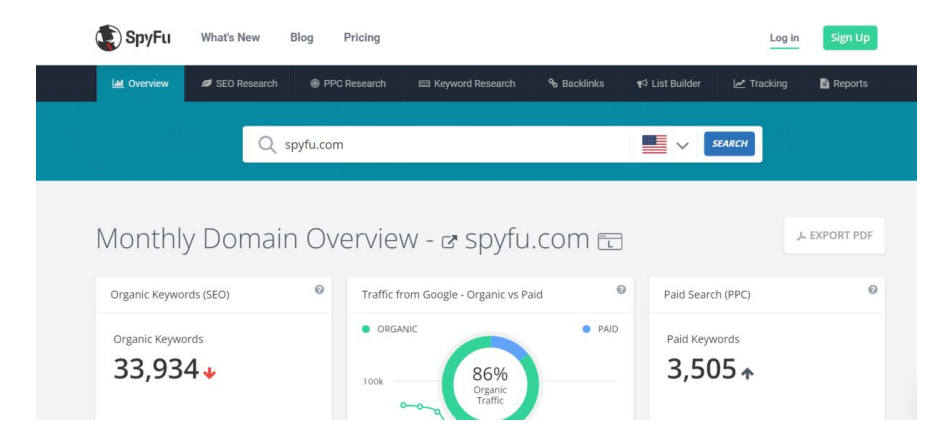 SpyFu What's New Blog Pricing Log in Sign Up
Overview SEO Research PPC Research Keyword Research Backlinks List Builder Tracking Reports
spyfu.com SEARCH
Monthly Domain Overview - spyfu.com EXPORT PDF
Organic Keywords (SEO)
Organic Keywords
33,934
Traffic from Google - Organic vs Paid
ORGANIC PAID
86%
Organic
Traffic
100k
Paid Search (PPC)
Paid Keywords
3,505